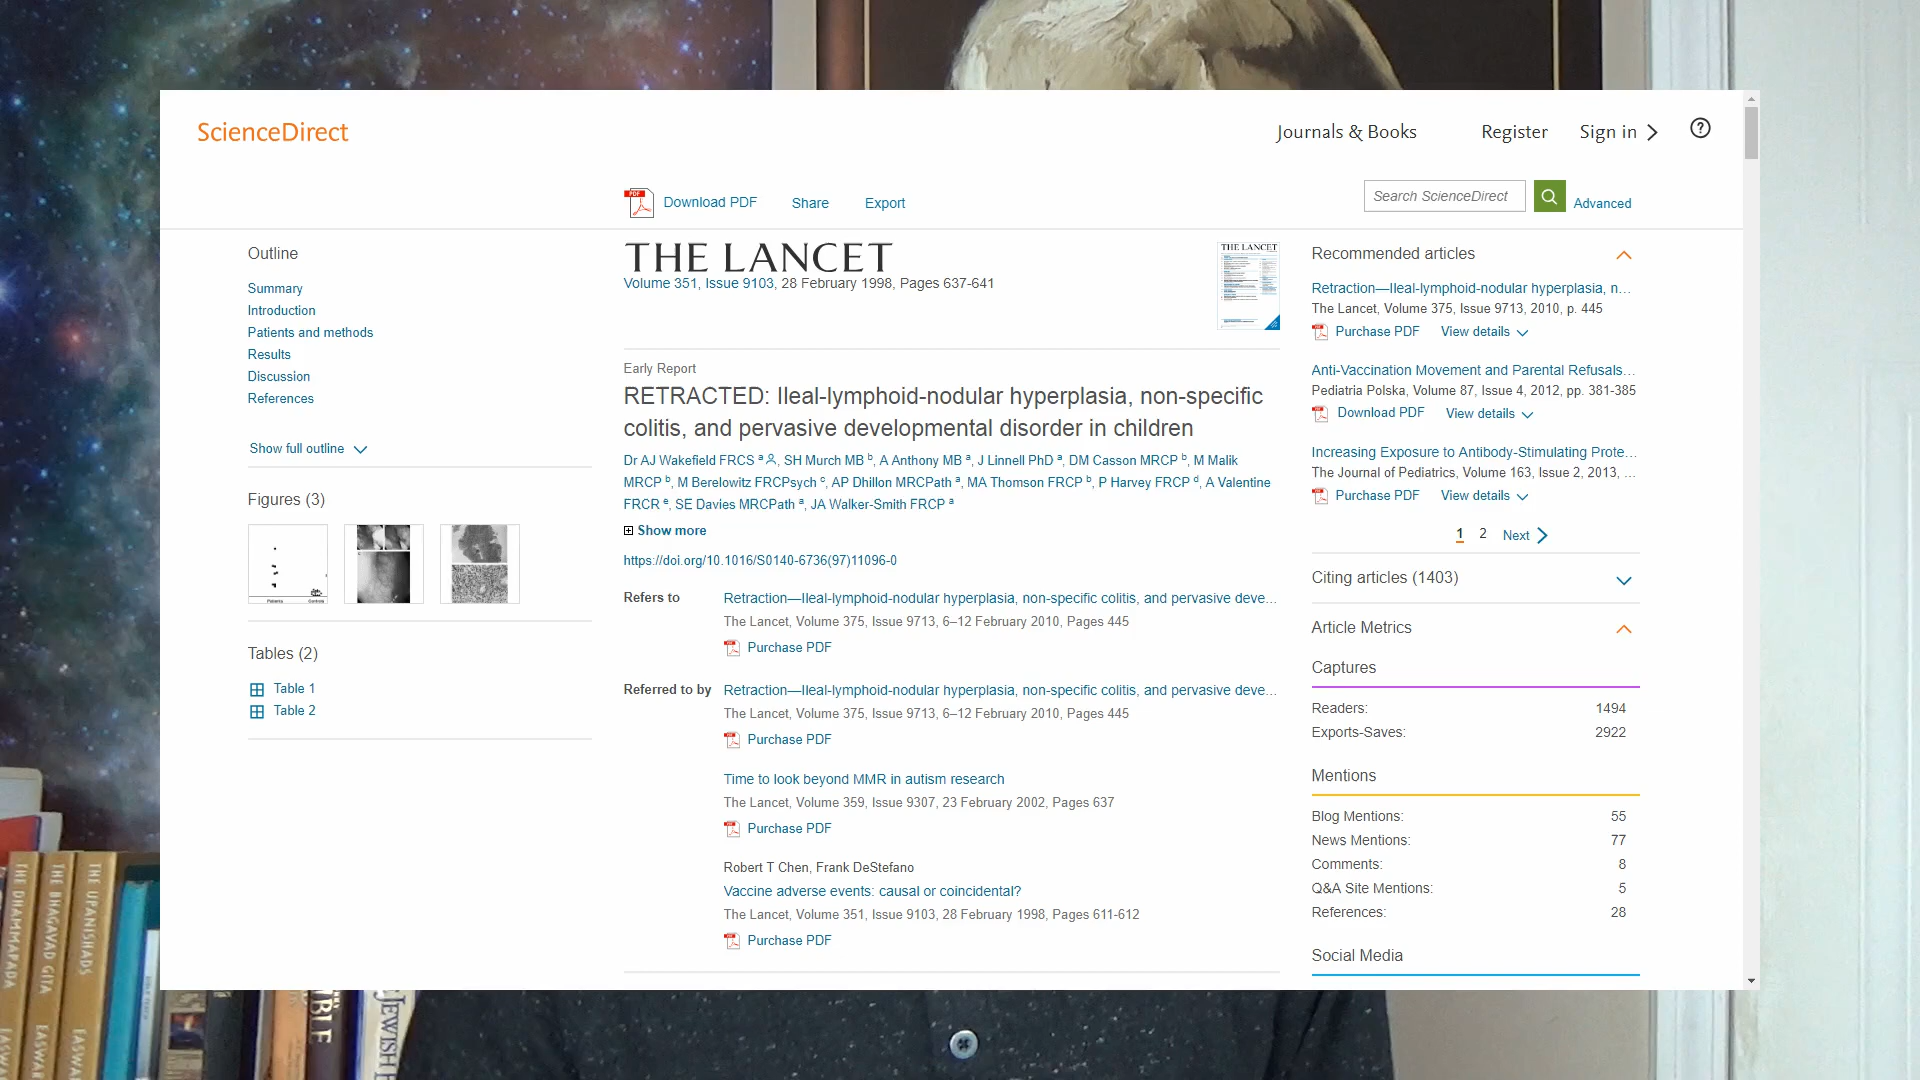 ScienceDirect
Journals & Books
Register
Sign in
Download PDF
Share
Export
Search ScienceDirect
Advanced
Outline
Summary
Introduction
Patients and methods
Results
Discussion
References
Show full outline
Figures (3)
Tables (2)
Table 1
Table 2
THE LANCET
Volume 351, Issue 9103, 28 February 1998, Pages 637-641
THE LANCET
Early Report
RETRACTED: Ileal-lymphoid-nodular hyperplasia, non-specific
colitis, and pervasive developmental disorder in children
Dr AJ Wakefield FRCS a, SH Murch MB b, A Anthony MB a, J Linnell PhD a, DM Casson MRCP b, M Malik
MRCP b, M Berelowitz FRCPsych c, AP Dhillon MRCPath a, MA Thomson FRCP b, P Harvey FRCP d, A Valentine
FRCR e, SE Davies MRCPath a, JA Walker-Smith FRCP a
Show more
https://doi.org/10.1016/S0140-6736(97)11096-0
Refers to
Retraction—Ileal-lymphoid-nodular hyperplasia, non-specific colitis, and pervasive deve...
The Lancet, Volume 375, Issue 9713, 6–12 February 2010, Pages 445
Purchase PDF
Referred to by
Retraction—Ileal-lymphoid-nodular hyperplasia, non-specific colitis, and pervasive deve...
The Lancet, Volume 375, Issue 9713, 6–12 February 2010, Pages 445
Purchase PDF
Time to look beyond MMR in autism research
The Lancet, Volume 359, Issue 9307, 23 February 2002, Pages 637
Purchase PDF
Robert T Chen, Frank DeStefano
Vaccine adverse events: causal or coincidental?
The Lancet, Volume 351, Issue 9103, 28 February 1998, Pages 611-612
Purchase PDF
Recommended articles
Retraction—Ileal-lymphoid-nodular hyperplasia, n...
The Lancet, Volume 375, Issue 9713, 2010, p. 445
Purchase PDF View details
Anti-Vaccination Movement and Parental Refusals...
Pediatria Polska, Volume 87, Issue 4, 2012, pp. 381-385
Download PDF View details
Increasing Exposure to Antibody-Stimulating Prote...
The Journal of Pediatrics, Volume 163, Issue 2, 2013, ...
Purchase PDF View details
1 2 Next
Citing articles (1403)
Article Metrics
Captures
Readers: 1494
Exports-Saves: 2922
Mentions
Blog Mentions: 55
News Mentions: 77
Comments: 8
Q&A Site Mentions: 5
References: 28
Social Media
THE DHAMMAPADA
THE BHAGAVAD GITA
EASWARAN
THE UPANISHADS
JEWISH